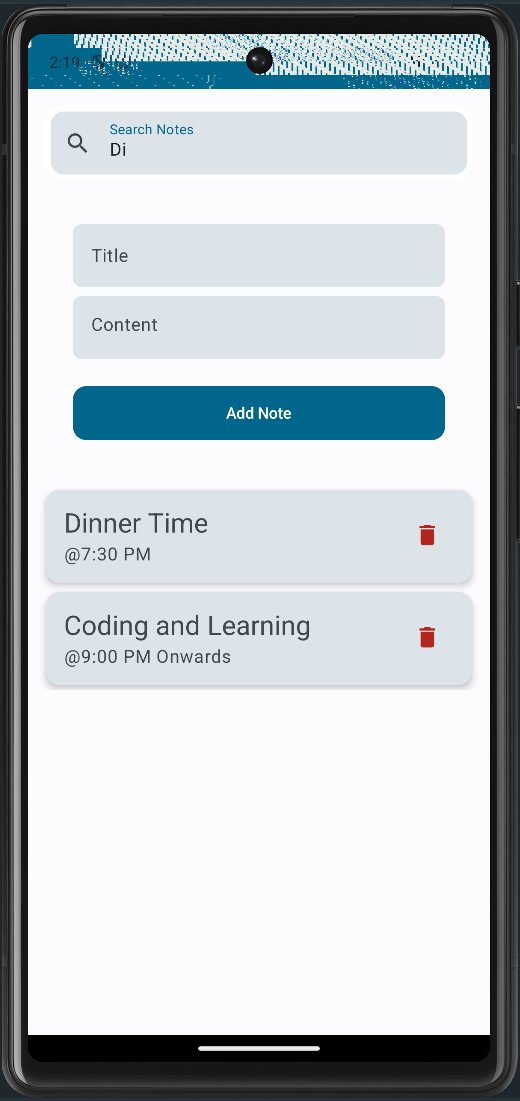 2:19
Search Notes
Di
Title
Content
Add Note
Dinner Time
@7:30 PM
Coding and Learning
@9:00 PM Onwards